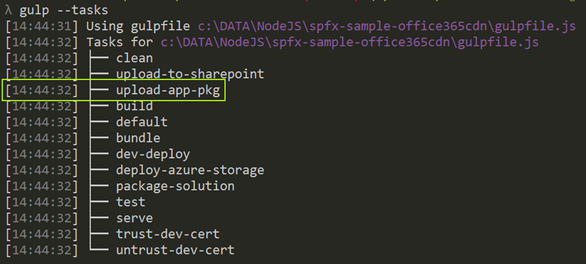 λ gulp --tasks
[14:44:31] Using gulpfile c:\DATA\NodeJS\spfx-sample-office365cdn\gulpfile.js
[14:44:32] Tasks for c:\DATA\NodeJS\spfx-sample-office365cdn\gulpfile.js
[14:44:32] ├── clean
[14:44:32] ├── upload-to-sharepoint
[14:44:32] ├── upload-app-pkg
[14:44:32] ├── build
[14:44:32] ├── default
[14:44:32] ├── bundle
[14:44:32] ├── dev-deploy
[14:44:32] ├── deploy-azure-storage
[14:44:32] ├── package-solution
[14:44:32] ├── test
[14:44:32] ├── serve
[14:44:32] ├── trust-dev-cert
[14:44:32] └── untrust-dev-cert